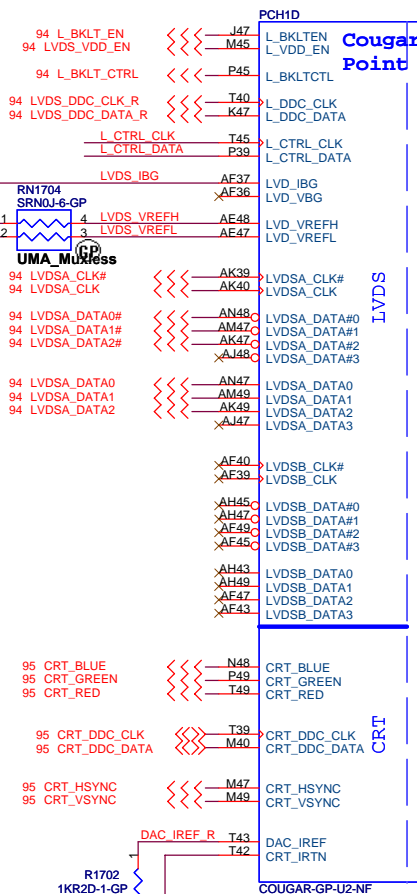 PCH1D
94 L_BKLT_EN J47 L_BKLTEN
94 LVDS_VDD_EN M45 L_VDD_EN
Cougar
Point
94 L_BKLT_CTRL P45 L_BKLTCTL
94 LVDS_DDC_CLK_R T40 L_DDC_CLK
94 LVDS_DDC_DATA_R K47 L_DDC_DATA
L_CTRL_CLK T45 L_CTRL_CLK
L_CTRL_DATA P39 L_CTRL_DATA
LVDS_IBG AF37 LVD_IBG
AF36 LVD_VBG
RN1704
SRN0J-6-GP
1 4 LVDS_VREFH AE48 LVD_VREFH
2 3 LVDS_VREFL AE47 LVD_VREFL
GP
UMA_Muxless
94 LVDSA_CLK# AK39 LVDSA_CLK#
94 LVDSA_CLK AK40 LVDSA_CLK
LVDS
94 LVDSA_DATA0# AN48 LVDSA_DATA#0
94 LVDSA_DATA1# AM47 LVDSA_DATA#1
94 LVDSA_DATA2# AK47 LVDSA_DATA#2
AJ48 LVDSA_DATA#3
94 LVDSA_DATA0 AN47 LVDSA_DATA0
94 LVDSA_DATA1 AM49 LVDSA_DATA1
94 LVDSA_DATA2 AK49 LVDSA_DATA2
AJ47 LVDSA_DATA3
AF40 LVDSB_CLK#
AF39 LVDSB_CLK
AH45 LVDSB_DATA#0
AH47 LVDSB_DATA#1
AF49 LVDSB_DATA#2
AF45 LVDSB_DATA#3
AH43 LVDSB_DATA0
AH49 LVDSB_DATA1
AF47 LVDSB_DATA2
AF43 LVDSB_DATA3
95 CRT_BLUE N48 CRT_BLUE
95 CRT_GREEN P49 CRT_GREEN
95 CRT_RED T49 CRT_RED
CRT
95 CRT_DDC_CLK T39 CRT_DDC_CLK
95 CRT_DDC_DATA M40 CRT_DDC_DATA
95 CRT_HSYNC M47 CRT_HSYNC
95 CRT_VSYNC M49 CRT_VSYNC
DAC_IREF_R T43 DAC_IREF
T42 CRT_IRTN
1
R1702
1KR2D-1-GP
COUGAR-GP-U2-NF